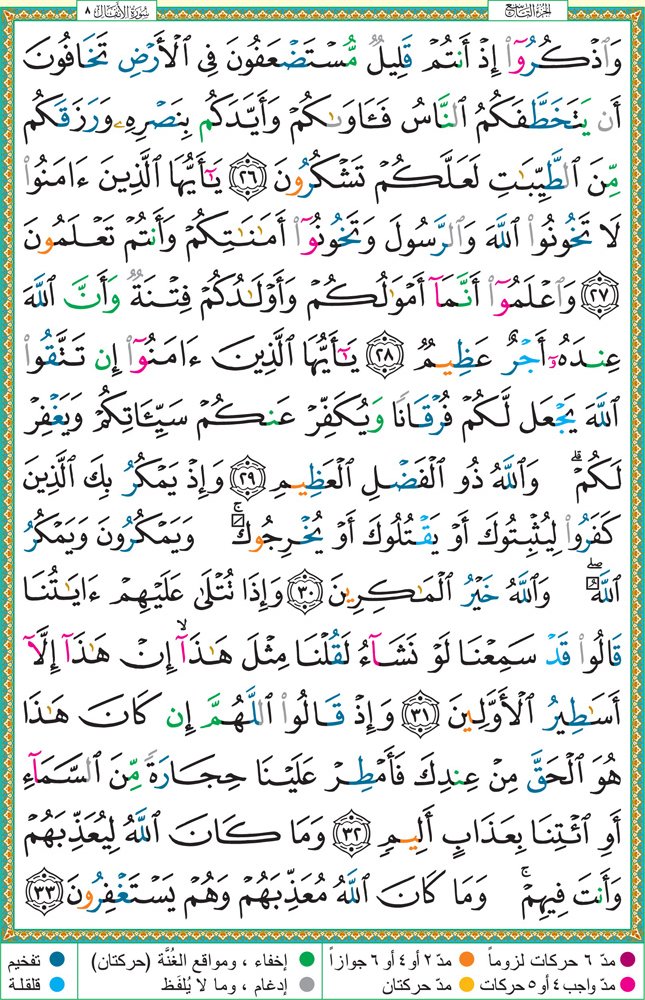 الجزء التاسع
سورة الأنفال ٨
وَٱذْكُرُوٓا۟ إِذْ أَنتُمْ قَلِيلٌ مُّسْتَضْعَفُونَ فِى ٱلْأَرْضِ تَخَافُونَ
أَن يَتَخَطَّفَكُمُ ٱلنَّاسُ فَـَٔاوَىٰكُمْ وَأَيَّدَكُم بِنَصْرِهِۦ وَرَزَقَكُم
مِّنَ ٱلطَّيِّبَـٰتِ لَعَلَّكُمْ تَشْكُرُونَ ٢٦ يَـٰٓأَيُّهَا ٱلَّذِينَ ءَامَنُوا۟
لَا تَخُونُوا۟ ٱللَّهَ وَٱلرَّسُولَ وَتَخُونُوٓا۟ أَمَـٰنَـٰتِكُمْ وَأَنتُمْ تَعْلَمُونَ
٢٧ وَٱعْلَمُوٓا۟ أَنَّمَآ أَمْوَٰلُكُمْ وَأَوْلَـٰدُكُمْ فِتْنَةٌ وَأَنَّ ٱللَّهَ
عِندَهُۥٓ أَجْرٌ عَظِيمٌ ٢٨ يَـٰٓأَيُّهَا ٱلَّذِينَ ءَامَنُوٓا۟ إِن تَتَّقُوا۟
ٱللَّهَ يَجْعَل لَّكُمْ فُرْقَانًا وَيُكَفِّرْ عَنكُمْ سَيِّـَٔاتِكُمْ وَيَغْفِرْ
لَكُمْ ۗ وَٱللَّهُ ذُو ٱلْفَضْلِ ٱلْعَظِيمِ ٢٩ وَإِذْ يَمْكُرُ بِكَ ٱلَّذِينَ
كَفَرُوا۟ لِيُثْبِتُوكَ أَوْ يَقْتُلُوكَ أَوْ يُخْرِجُوكَ ۚ وَيَمْكُرُونَ وَيَمْكُرُ
ٱللَّهُ ۖ وَٱللَّهُ خَيْرُ ٱلْمَـٰكِرِينَ ٣٠ وَإِذَا تُتْلَىٰ عَلَيْهِمْ ءَايَـٰتُنَا
قَالُوا۟ قَدْ سَمِعْنَا لَوْ نَشَآءُ لَقُلْنَا مِثْلَ هَـٰذَآ ۙ إِنْ هَـٰذَآ إِلَّآ
أَسَـٰطِيرُ ٱلْأَوَّلِينَ ٣١ وَإِذْ قَالُوا۟ ٱللَّهُمَّ إِن كَانَ هَـٰذَا
هُوَ ٱلْحَقَّ مِنْ عِندِكَ فَأَمْطِرْ عَلَيْنَا حِجَارَةً مِّنَ ٱلسَّمَآءِ
أَوِ ٱئْتِنَا بِعَذَابٍ أَلِيمٍ ٣٢ وَمَا كَانَ ٱللَّهُ لِيُعَذِّبَهُمْ
وَأَنتَ فِيهِمْ ۚ وَمَا كَانَ ٱللَّهُ مُعَذِّبَهُمْ وَهُمْ يَسْتَغْفِرُونَ ٣٣
مدّ ٦ حركات لزوماً مدّ ٢ أو ٤ أو ٦ جوازاً إخفاء ، ومواقع الغُنَّة (حركتان) تفخيم
مدّ واجب ٤ أو ٥ حركات مدّ حركتان إدغام ، وما لا يُلفَظ قلقلة